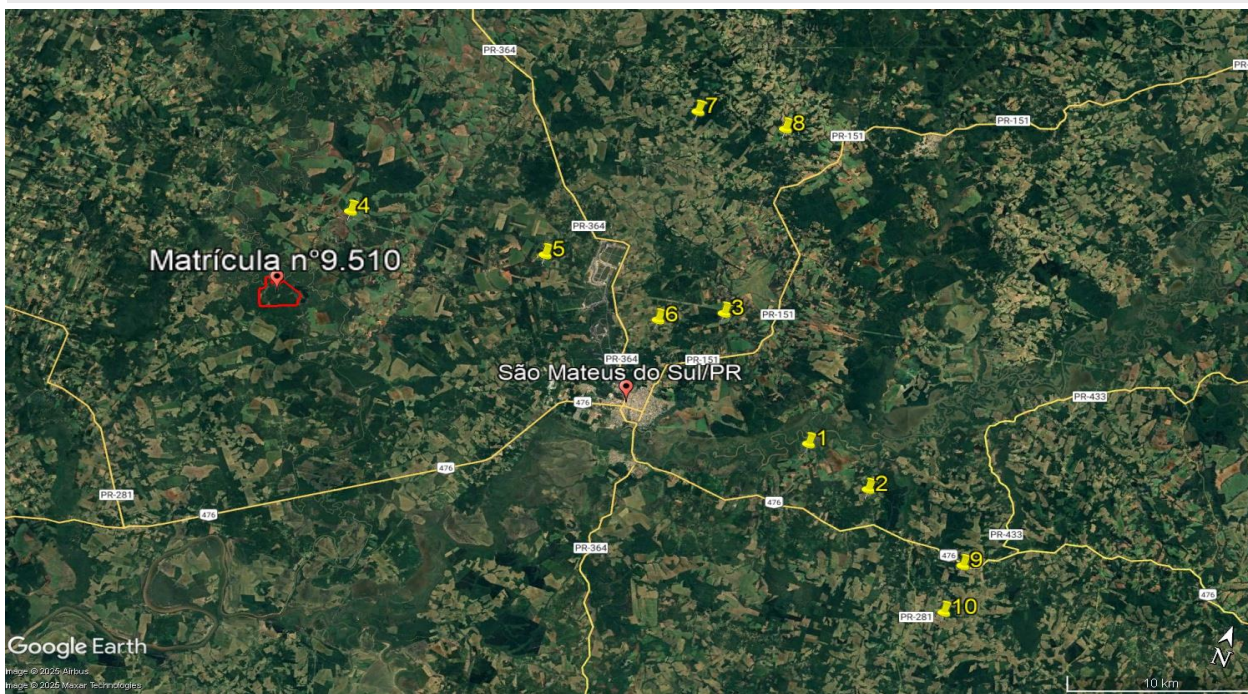 PR-364
7
8
PR-151
PR-151
4
PR-364
5
Matrícula n°9.510
6
3
PR-151
PR-364
PR-151
São Mateus do Sul/PR
476
PR-433
1
476
2
PR-281
476
476
PR-433
PR-364
476
9
476
10
PR-281
Google Earth
Image © 2025 Airbus
Image © 2025 Maxar Technologies
N
10 km